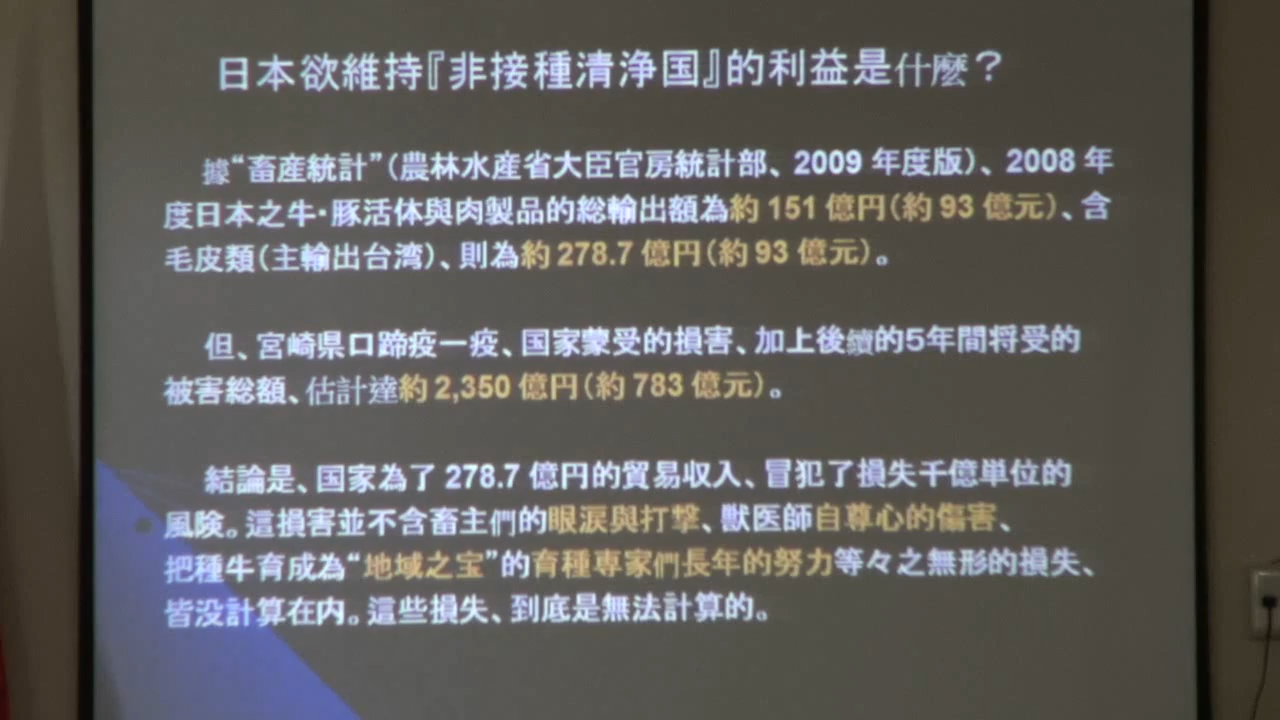 日本欲維持『非接種清浄国』的利益是什麼？
據“畜産統計”（農林水産省大臣官房統計部、2009 年度版）、2008 年
度日本之牛・豚活体與肉製品的総輸出額為約 151 億円（約 93 億元）、含
毛皮類（主輸出台湾）、則為約 278.7 億円（約 93 億元）。
但、宮崎県口蹄疫一疫、国家蒙受的損害、加上後續的5年間将受的
被害総額、估計達約 2,350 億円（約 783 億元）。
結論是、国家為了 278.7 億円的貿易収入、冒犯了損失千億単位的
風険。這損害並不含畜主們的眼淚與打撃、獣医師自尊心的傷害、
把種牛育成為“地域之宝”的育種専家們長年的努力等々之無形的損失、
皆没計算在内。這些損失、到底是無法計算的。